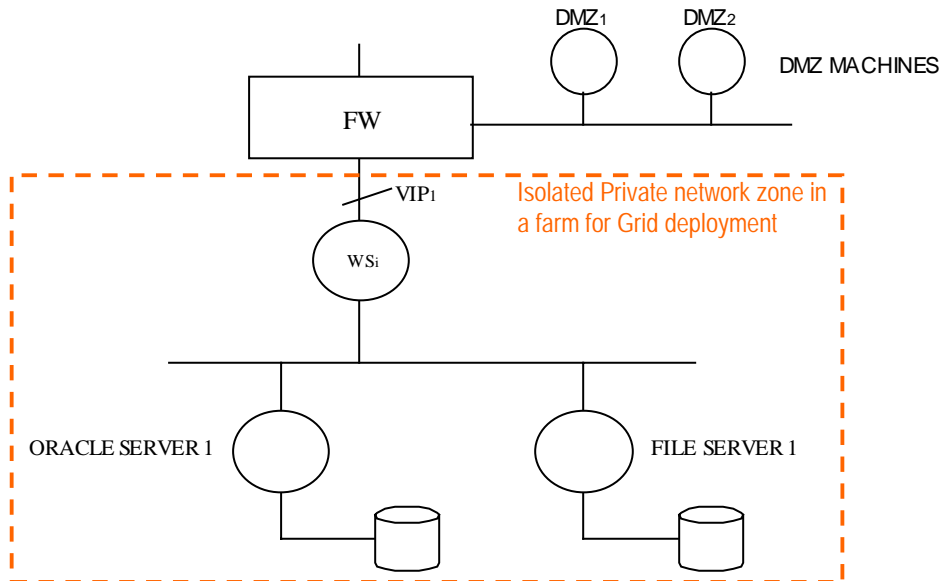 DMZ1 DMZ2
DMZ MACHINES
FW
VIP1
Isolated Private network zone in
a farm for Grid deployment
WSi
ORACLE SERVER 1
FILE SERVER 1